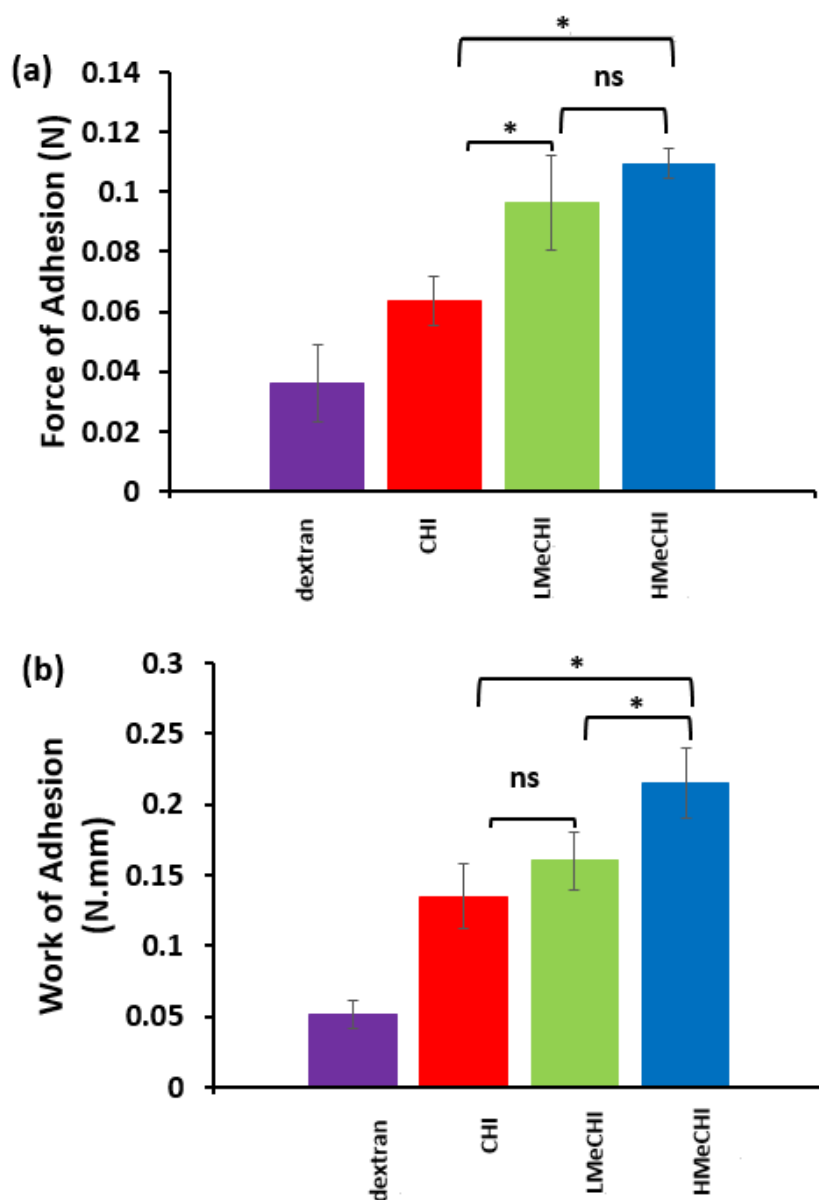 (a)
Force of Adhesion (N)
0.14
0.12
0.1
0.08
0.06
0.04
0.02
0
*
ns
*
dextran
CHI
LMeCHI
HMeCHI
(b)
Work of Adhesion
(N.mm)
0.3
0.25
0.2
0.15
0.1
0.05
0
*
*
ns
dextran
CHI
LMeCHI
HMeCHI